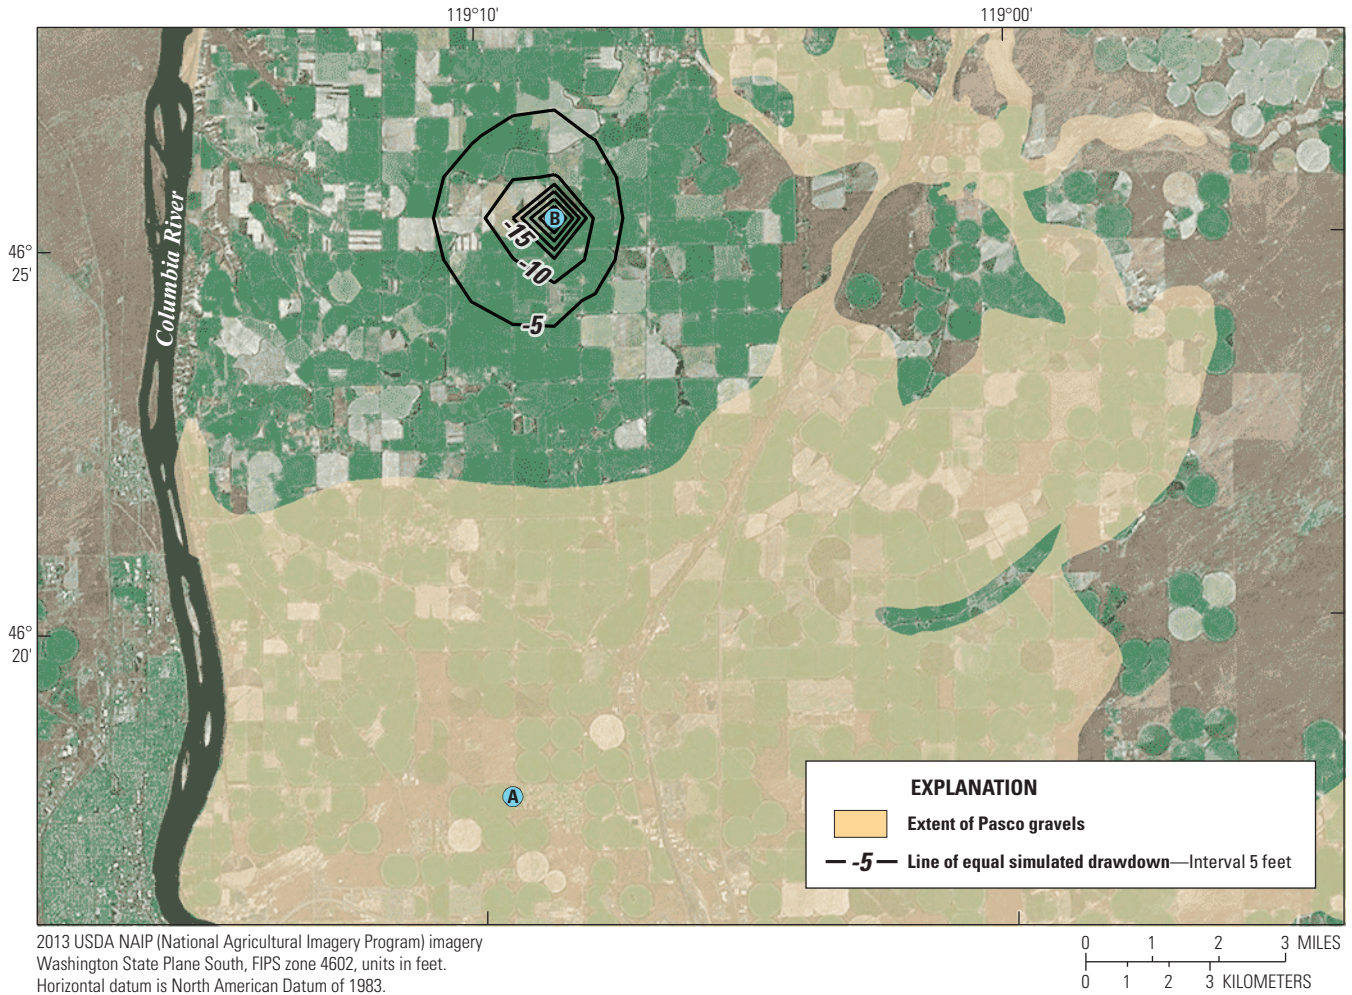 119°10'
119°00'
Columbia River
46°
25'
B
-15
-10
-5
46°
20'
A
EXPLANATION
Extent of Pasco gravels
-5 Line of equal simulated drawdown—Interval 5 feet
2013 USDA NAIP (National Agricultural Imagery Program) imagery
Washington State Plane South, FIPS zone 4602, units in feet.
Horizontal datum is North American Datum of 1983.
0 1 2 3 MILES
0 1 2 3 KILOMETERS